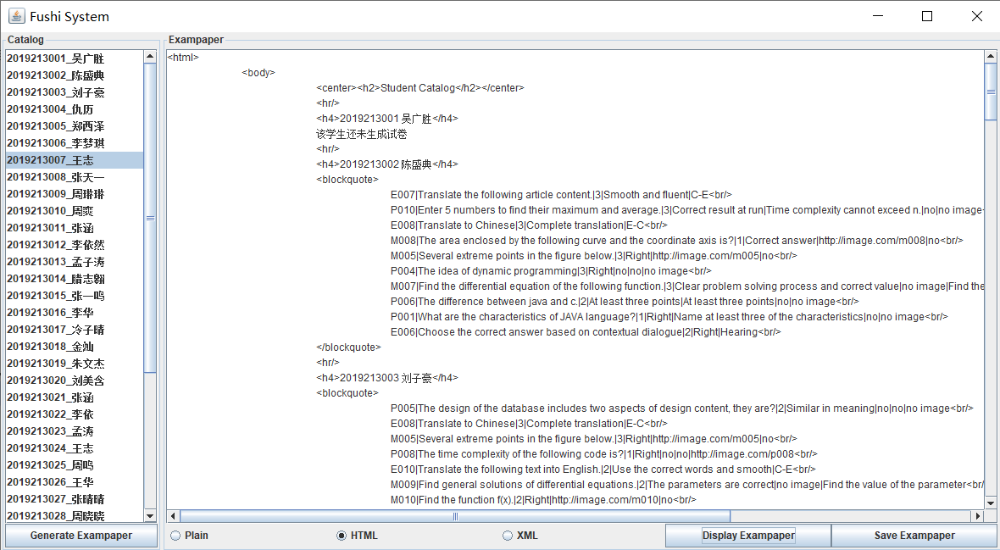 Fushi System
Catalog
2019213001_吴广胜
2019213002_陈盛典
2019213003_刘子豪
2019213004_仇历
2019213005_郑西泽
2019213006_李梦琪
2019213007_王志
2019213008_张天一
2019213009_周琳琳
2019213010_周奕
2019213011_张涵
2019213012_李依然
2019213013_孟子涛
2019213014_腊志翱
2019213015_张一鸣
2019213016_李华
2019213017_冷子晴
2019213018_金灿
2019213019_朱文杰
2019213020_刘美含
2019213021_张涵
2019213022_李依
2019213023_孟涛
2019213024_王志
2019213025_周鸣
2019213026_王华
2019213027_张晴晴
2019213028_周晓晓
Generate Exampaper
Exampaper
<html>
<body>
<center><h2>Student Catalog</h2></center>
<hr/>
<h4>2019213001 吴广胜</h4>
该学生还未生成试卷
<hr/>
<h4>2019213002 陈盛典</h4>
<blockquote>
E007|Translate the following article content.|3|Smooth and fluent|C-E<br/>
P010|Enter 5 numbers to find their maximum and average.|3|Correct result at run|Time complexity cannot exceed n.|no|no image
E008|Translate to Chinese|3|Complete translation|E-C<br/>
M008|The area enclosed by the following curve and the coordinate axis is?|1|Correct answer|http://image.com/m008|no<br/>
M005|Several extreme points in the figure below.|3|Right|http://image.com/m005|no<br/>
P004|The idea of dynamic programming|3|Right|no|no|no image<br/>
M007|Find the differential equation of the following function.|3|Clear problem solving process and correct value|no image|Find the
P006|The difference between java and c.|2|At least three points|At least three points|no|no image<br/>
P001|What are the characteristics of JAVA language?|1|Right|Name at least three of the characteristics|no|no image<br/>
E006|Choose the correct answer based on contextual dialogue|2|Right|Hearing<br/>
</blockquote>
<hr/>
<h4>2019213003 刘子豪</h4>
<blockquote>
P005|The design of the database includes two aspects of design content, they are?|2|Similar in meaning|no|no|no image<br/>
E008|Translate to Chinese|3|Complete translation|E-C<br/>
M005|Several extreme points in the figure below.|3|Right|http://image.com/m005|no<br/>
P008|The time complexity of the following code is?|1|Right|no|no|http://image.com/p008<br/>
E010|Translate the following text into English.|2|Use the correct words and smooth|C-E<br/>
M009|Find general solutions of differential equations.|2|The parameters are correct|no image|Find the value of the parameter<br/
M010|Find the function f(x).|2|Right|http://image.com/m010|no<br/>
Plain
HTML
XML
Display Exampaper
Save Exampaper